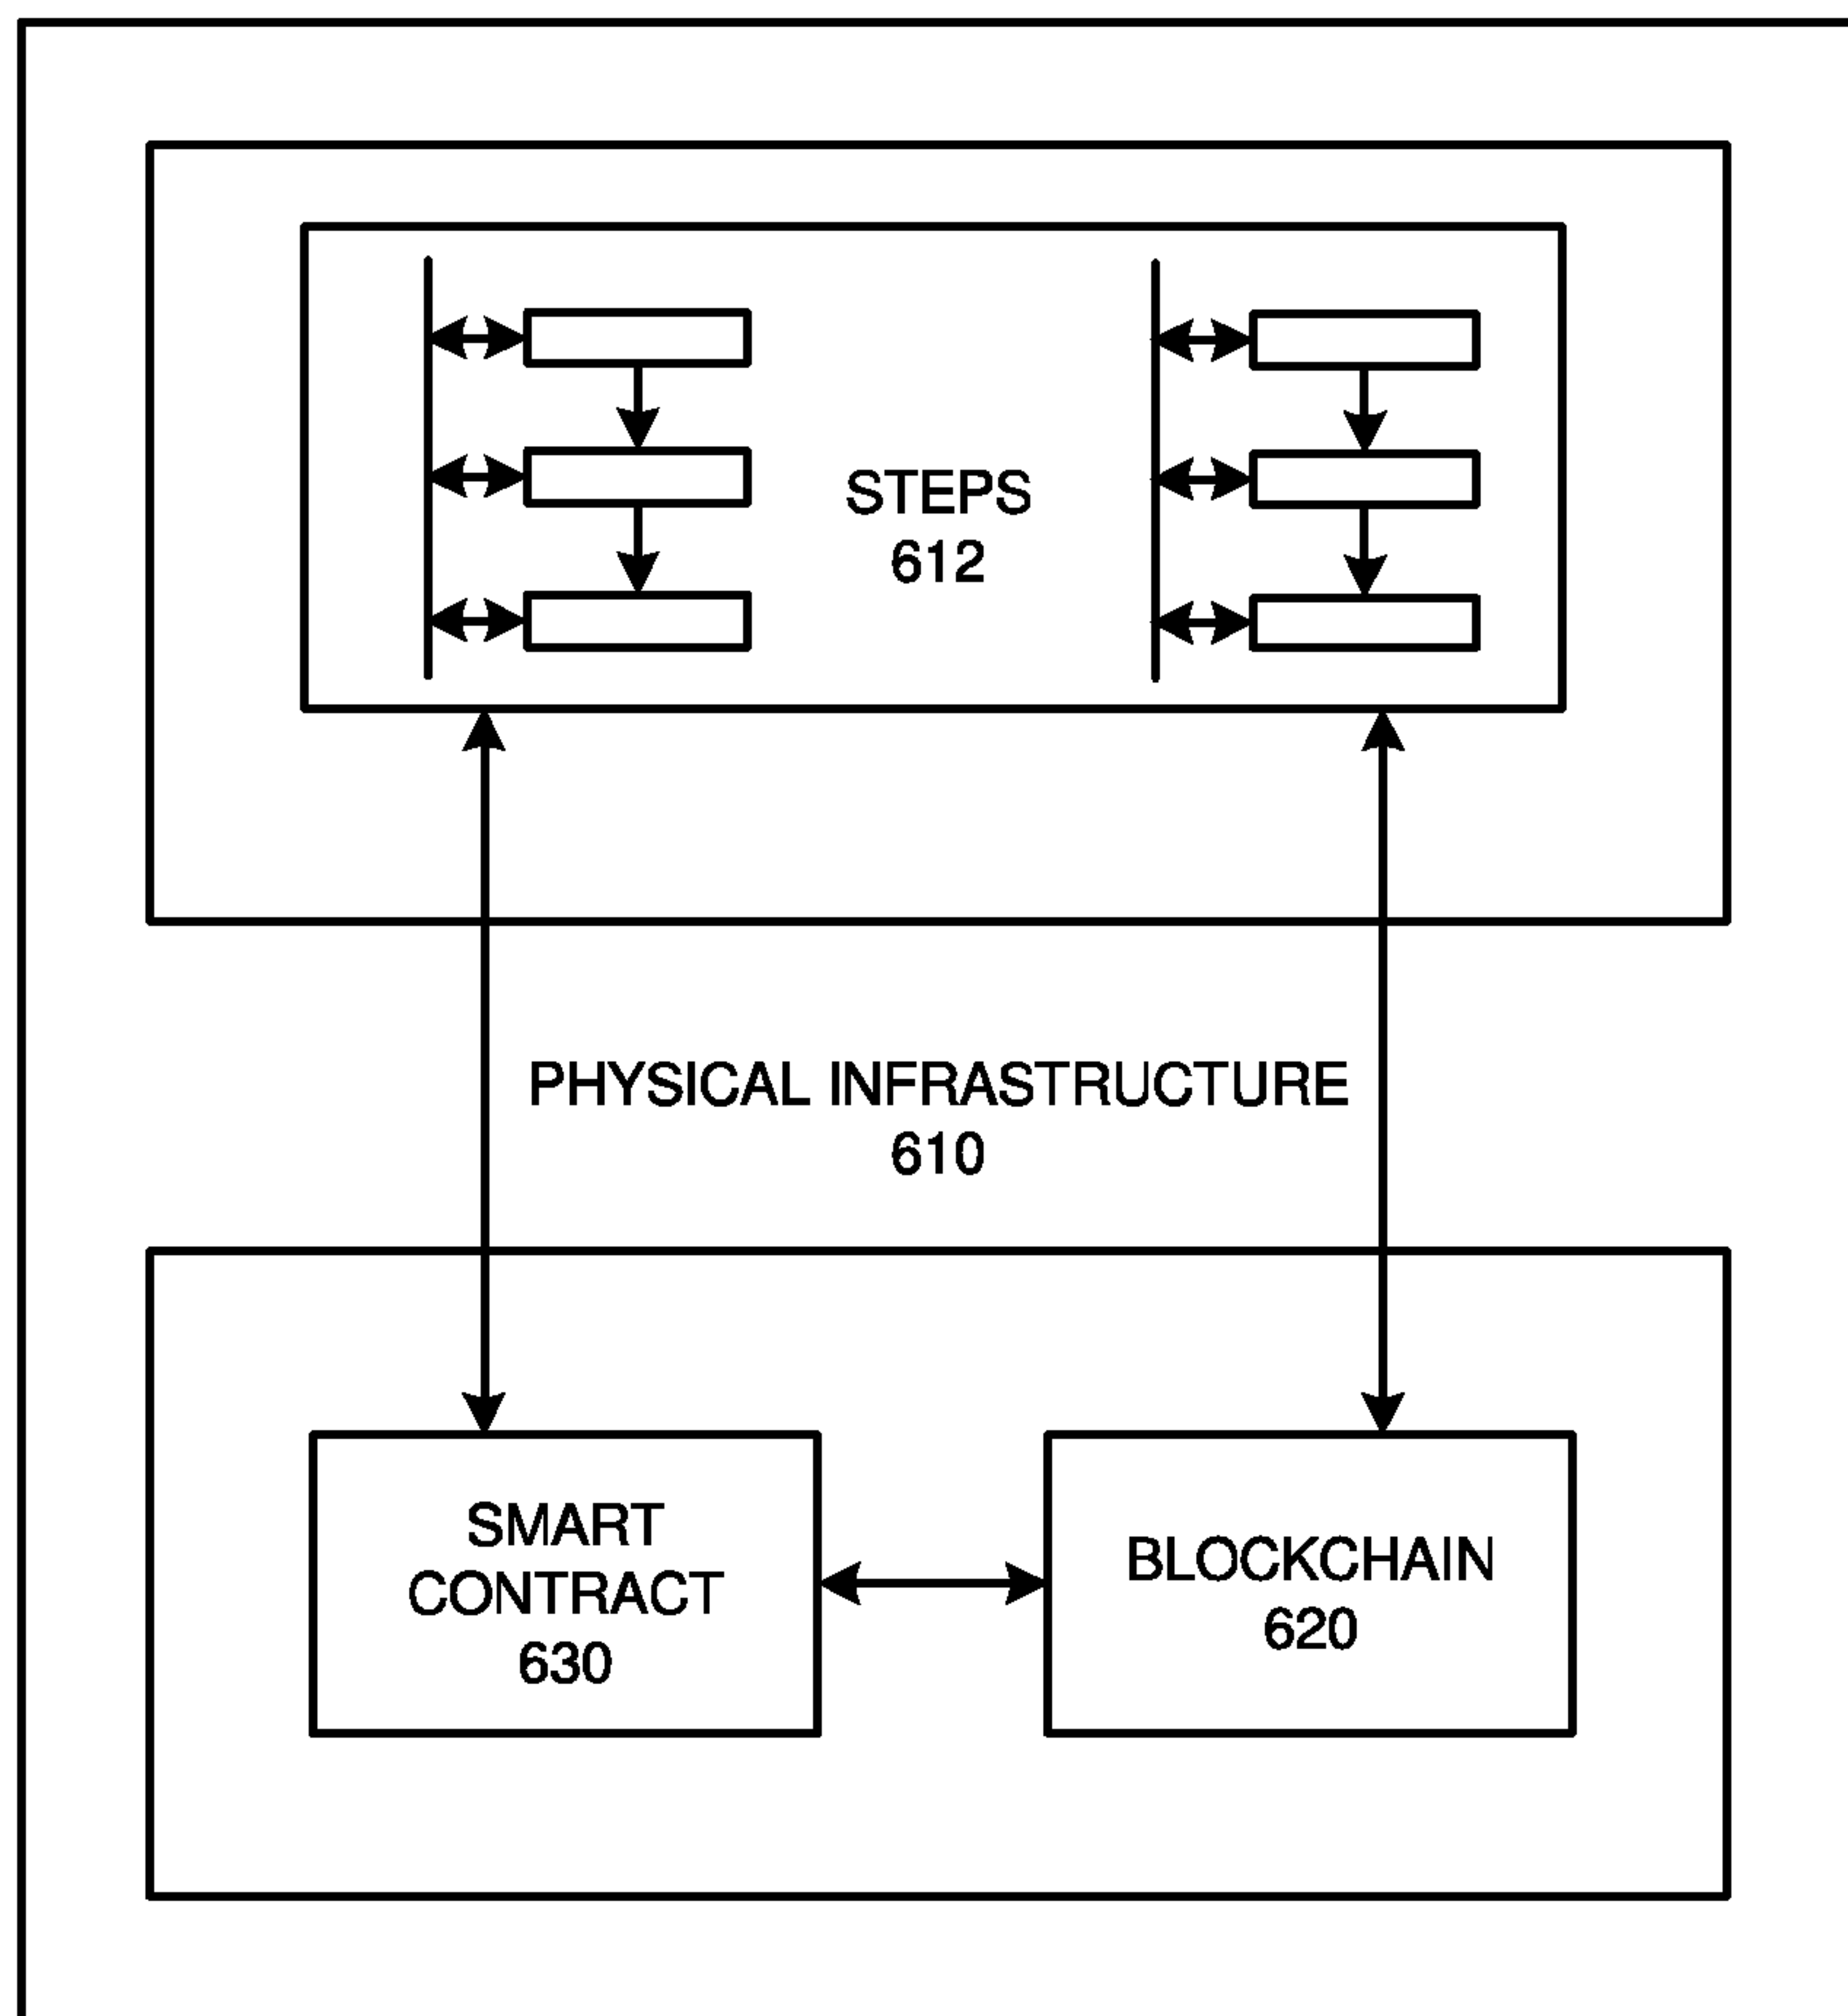 STEPS
612
PHYSICAL INFRASTRUCTURE
610
SMART
CONTRACT
630
BLOCKCHAIN
620